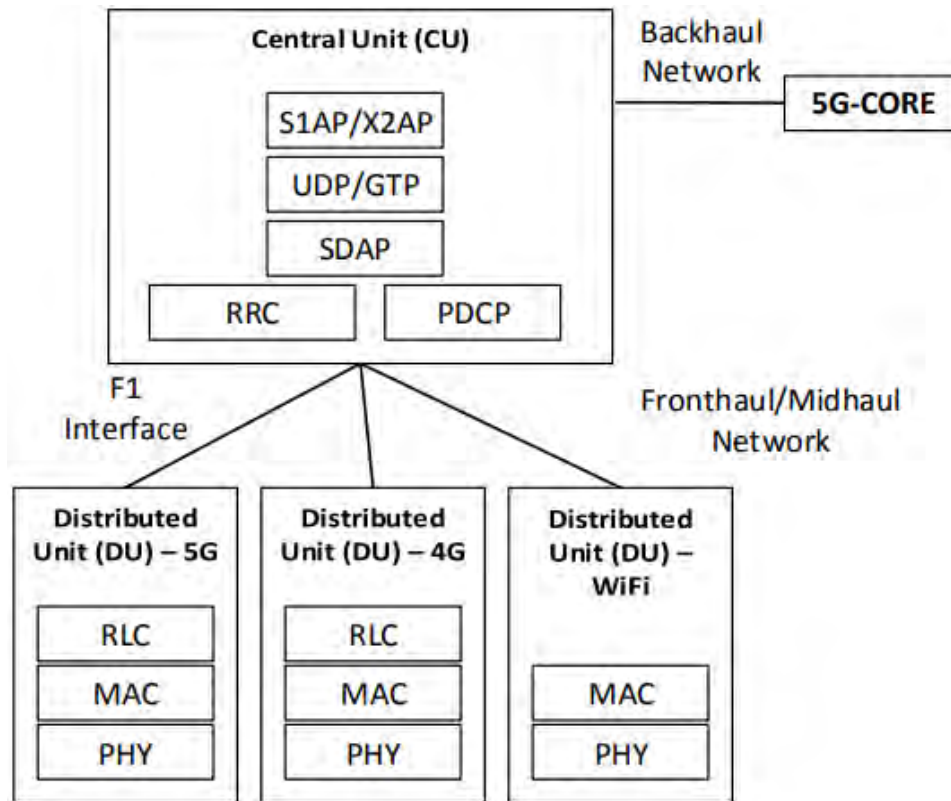 Central Unit (CU)
S1AP/X2AP
UDP/GTP
SDAP
RRC
PDCP
Backhaul
Network
5G-CORE
F1
Interface
Fronthaul/Midhaul
Network
Distributed
Unit (DU) – 5G
RLC
MAC
PHY
Distributed
Unit (DU) – 4G
RLC
MAC
PHY
Distributed
Unit (DU) –
WiFi
MAC
PHY